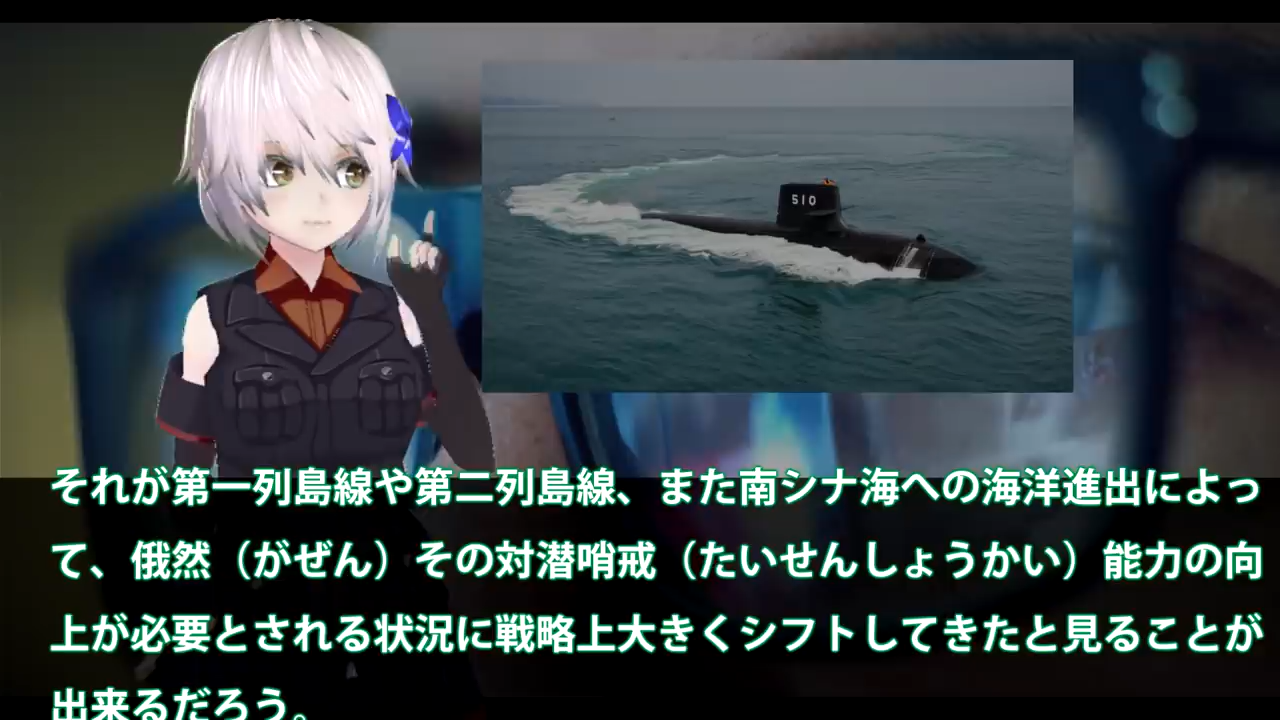 510
それが第一列島線や第二列島線、また南シナ海への海洋進出によっ
て、俄然（がぜん）その対潜哨戒（たいせんしょうかい）能力の向
上が必要とされる状況に戦略上大きくシフトしてきたと見ることが
出来るだろう。